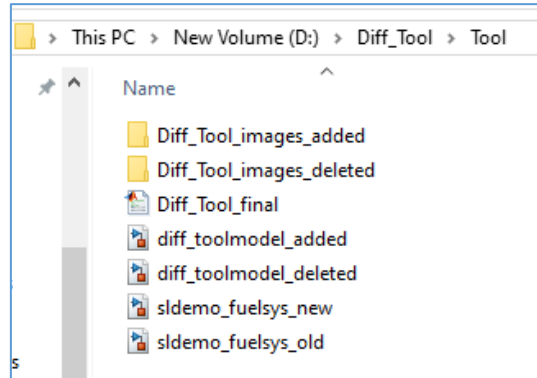 This PC > New Volume (D:) > Diff_Tool > Tool
Name
Diff_Tool_images_added
Diff_Tool_images_deleted
Diff_Tool_final
diff_toolmodel_added
diff_toolmodel_deleted
sldemo_fuelsys_new
sldemo_fuelsys_old
s